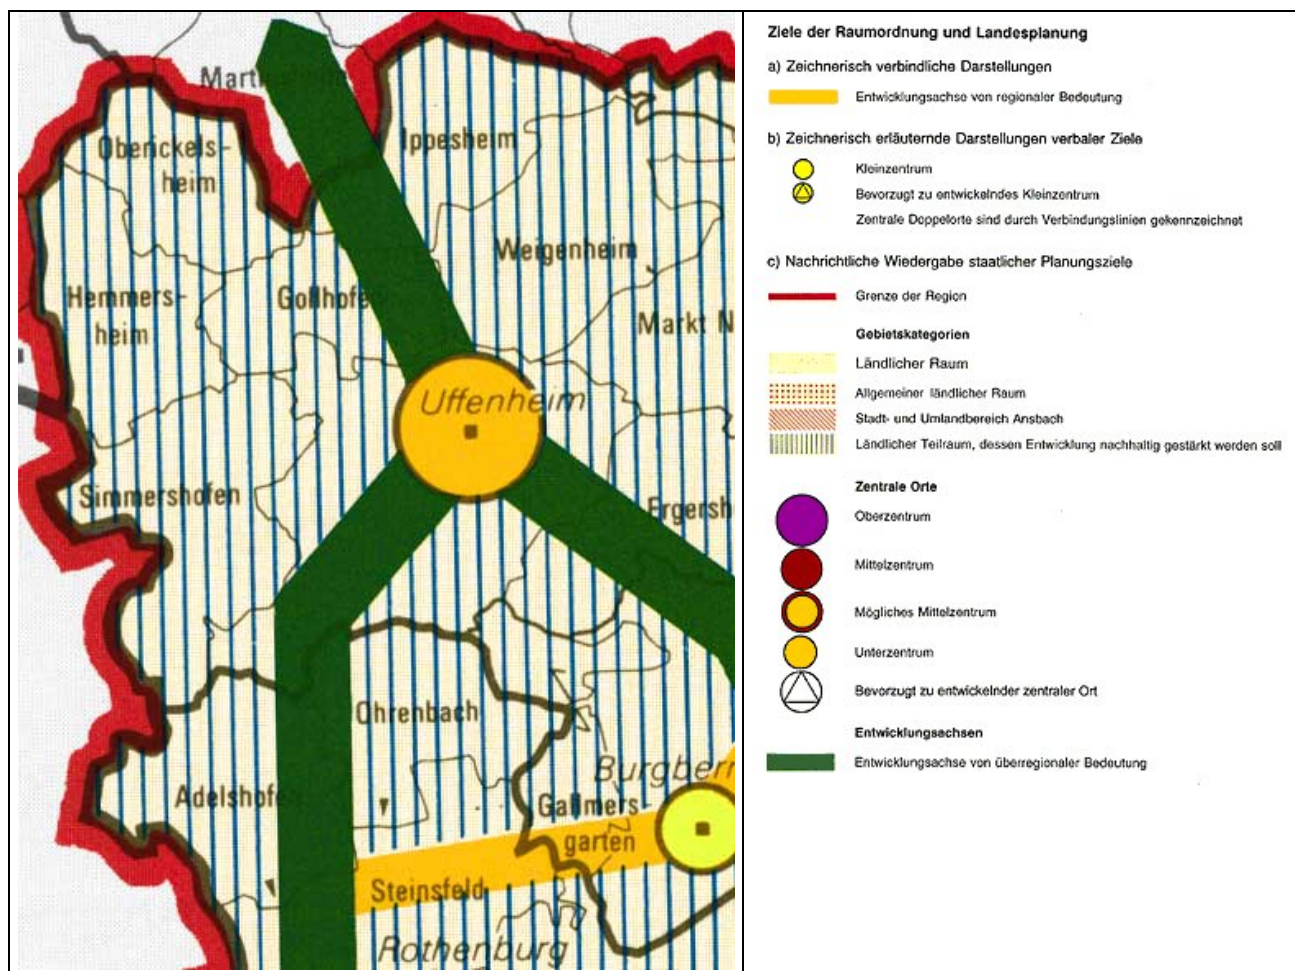 Oberickels-
heim
Ippesheim
Weigenheim
Hemmers-
heim
Markt N
Uffenheim
Simmershofen
Ergersh
Ohrenbach
Adelshofen
Gallmers-
garten
Steinsfeld
Rothenburg
Ziele der Raumordnung und Landesplanung
a) Zeichnerisch verbindliche Darstellungen
Entwicklungsachse von regionaler Bedeutung
b) Zeichnerisch erläuternde Darstellungen verbaler Ziele
Kleinzentrum
Bevorzugt zu entwickelndes Kleinzentrum
Zentrale Doppelorte sind durch Verbindungslinien gekennzeichnet
c) Nachrichtliche Wiedergabe staatlicher Planungsziele
Grenze der Region
Gebietskategorien
Ländlicher Raum
Allgemeiner ländlicher Raum
Stadt- und Umlandbereich Ansbach
Ländlicher Teilraum, dessen Entwicklung nachhaltig gestärkt werden soll
Zentrale Orte
Oberzentrum
Mittelzentrum
Mögliches Mittelzentrum
Unterzentrum
Bevorzugt zu entwickelnder zentraler Ort
Entwicklungsachsen
Entwicklungsachse von überregionaler Bedeutung